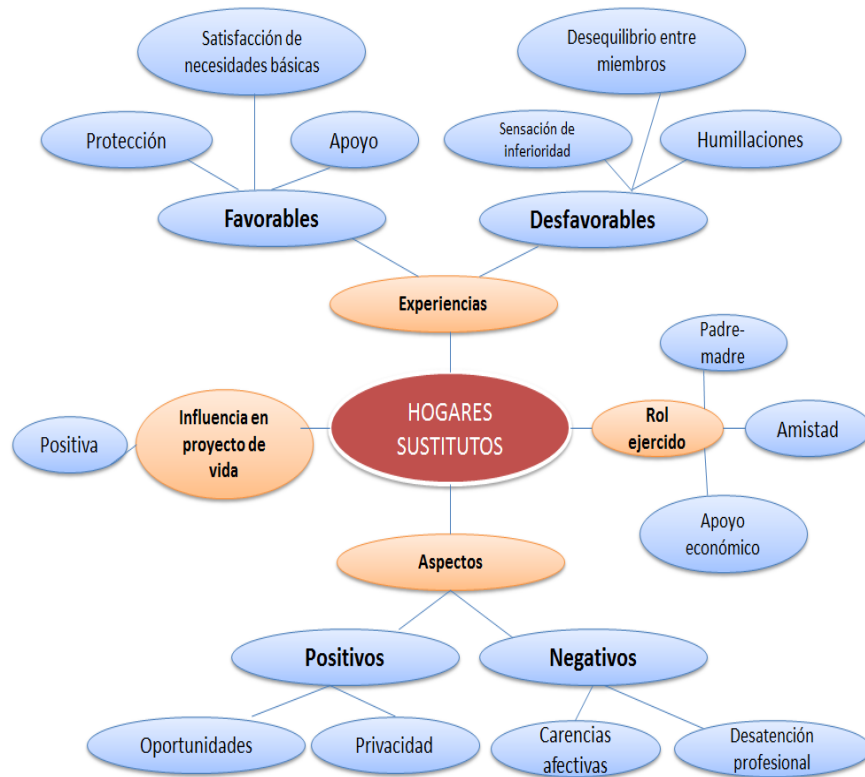 Satisfacción de
necesidades básicas
Desequilibrio entre
miembros
Protección
Apoyo
Sensación de
inferioridad
Humillaciones
Favorables
Desfavorables
Experiencias
Padre-
madre
HOGARES
SUSTITUTOS
Influencia en
proyecto de
vida
Positiva
Rol
ejercido
Amistad
Apoyo
económico
Aspectos
Positivos
Negativos
Oportunidades
Privacidad
Carencias
afectivas
Desatención
profesional